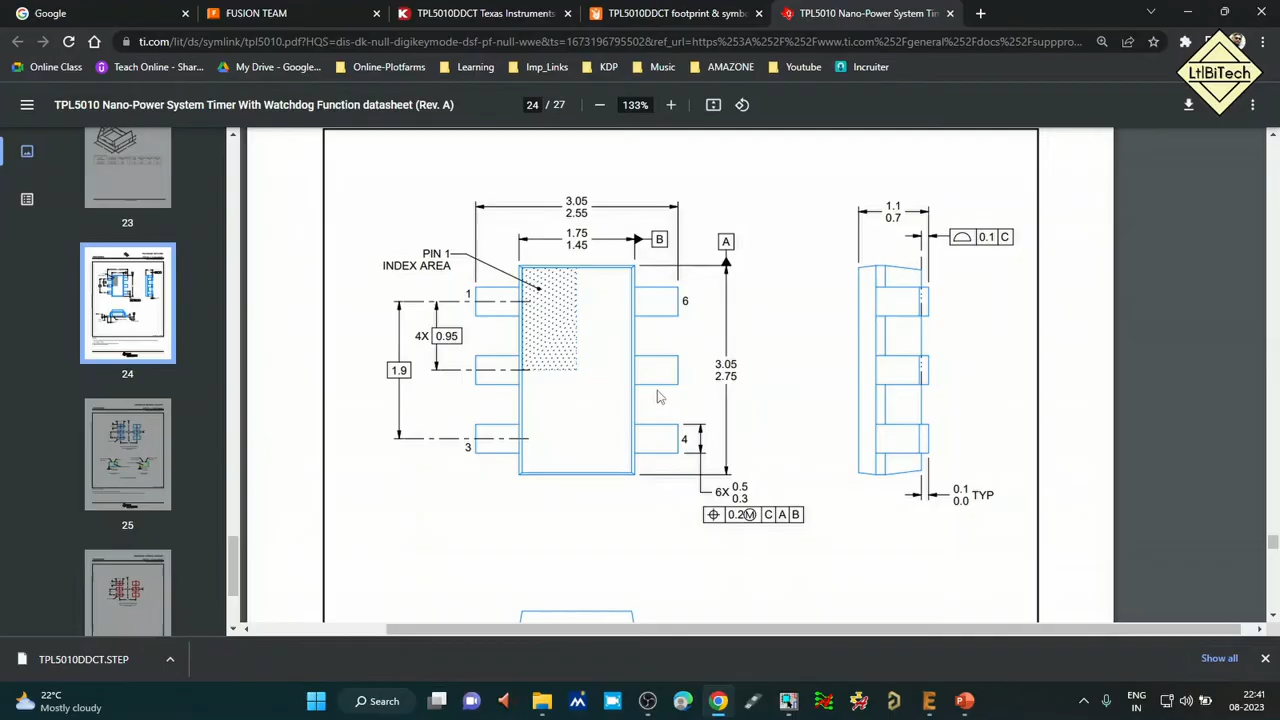 Google
FUSION TEAM
TPL5010DDCT Texas Instruments
TPL5010DDCT footprint & symb
TPL5010 Nano-Power System Tim
ti.com/lit/ds/symlink/tpl5010.pdf?HQS=dis-dk-null-digikeymode-dsf-pf-null-wwe&ts=1673196795502&ref_url=https%253A%252F%252Fwww.ti.com%252Fgeneral%252Fdocs%252Fsuppproc...
Online Class
Teach Online - Shar...
My Drive - Google...
Online-Plotfarms
Learning
Imp. Links
KDP
Music
AMAZONE
Youtube
Incruiter
LtlBiTech
TPL5010 Nano-Power System Timer With Watchdog Function datasheet (Rev. A)
24 / 27
133%
23
24
25
3.05
2.55
1.75
1.45
B
A
PIN 1
INDEX AREA
1
6
4X 0.95
1.9
3.05
2.75
3
4
6X 0.5
0.3
0.2Ⓜ C A B
1.1
0.7
0.1 C
0.1
0.0 TYP
TPL5010DDCT.STEP
Show all
22°C
Mostly cloudy
Search
ENG
IN
22:41
08-2023